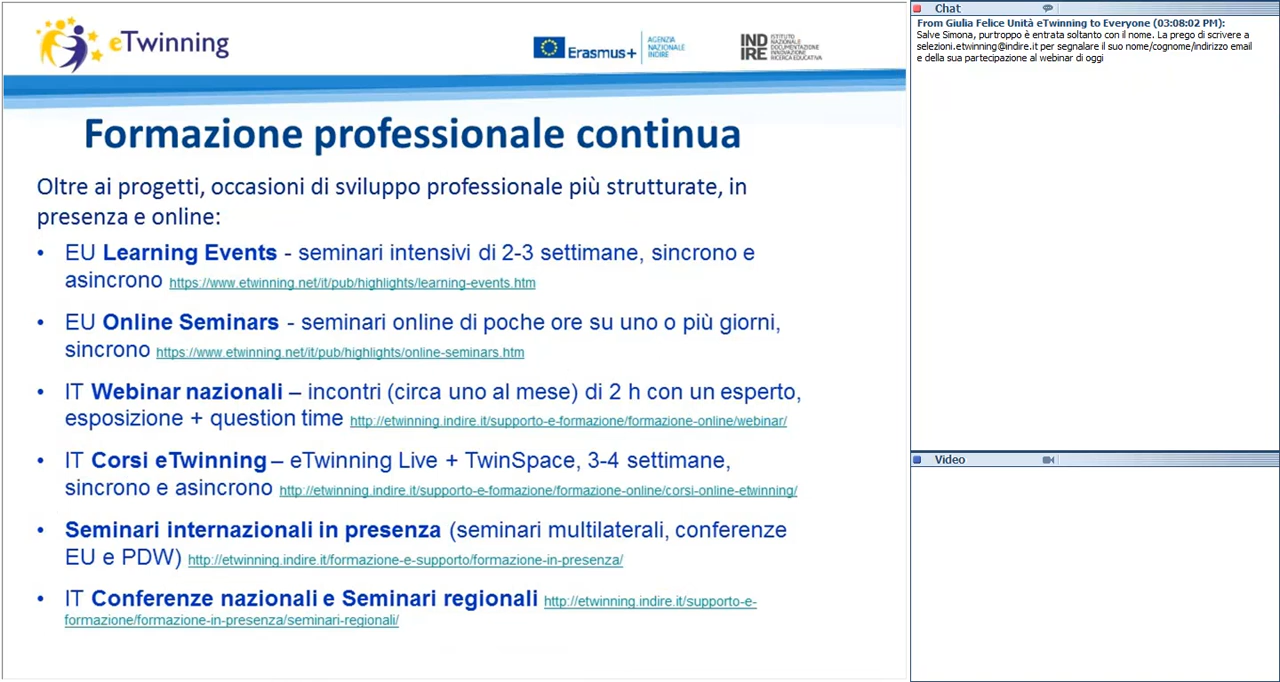 eTwinning
Erasmus+
AGENZIA
NAZIONALE
INDIRE
IND
IRE
ISTITUTO
NAZIONALE
DOCUMENTAZIONE
INNOVAZIONE
RICERCA EDUCATIVA
Formazione professionale continua
Oltre ai progetti, occasioni di sviluppo professionale più strutturate, in
presenza e online:
• EU Learning Events - seminari intensivi di 2-3 settimane, sincrono e
asincrono https://www.etwinning.net/it/pub/highlights/learning-events.htm
• EU Online Seminars - seminari online di poche ore su uno o più giorni,
sincrono https://www.etwinning.net/it/pub/highlights/online-seminars.htm
• IT Webinar nazionali – incontri (circa uno al mese) di 2 h con un esperto,
esposizione + question time http://etwinning.indire.it/supporto-e-formazione/formazione-online/webinar/
• IT Corsi eTwinning – eTwinning Live + TwinSpace, 3-4 settimane,
sincrono e asincrono http://etwinning.indire.it/supporto-e-formazione/formazione-online/corsi-online-etwinning/
• Seminari internazionali in presenza (seminari multilaterali, conferenze
EU e PDW) http://etwinning.indire.it/formazione-e-supporto/formazione-in-presenza/
• IT Conferenze nazionali e Seminari regionali http://etwinning.indire.it/supporto-e-
formazione/formazione-in-presenza/seminari-regionali/
Chat
From Giulia Felice Unità eTwinning to Everyone (03:08:02 PM):
Salve Simona, purtroppo è entrata soltanto con il nome. La prego di scrivere a
selezioni.etwinning@indire.it per segnalare il suo nome/cognome/indirizzo email
e della sua partecipazione al webinar di oggi
Video